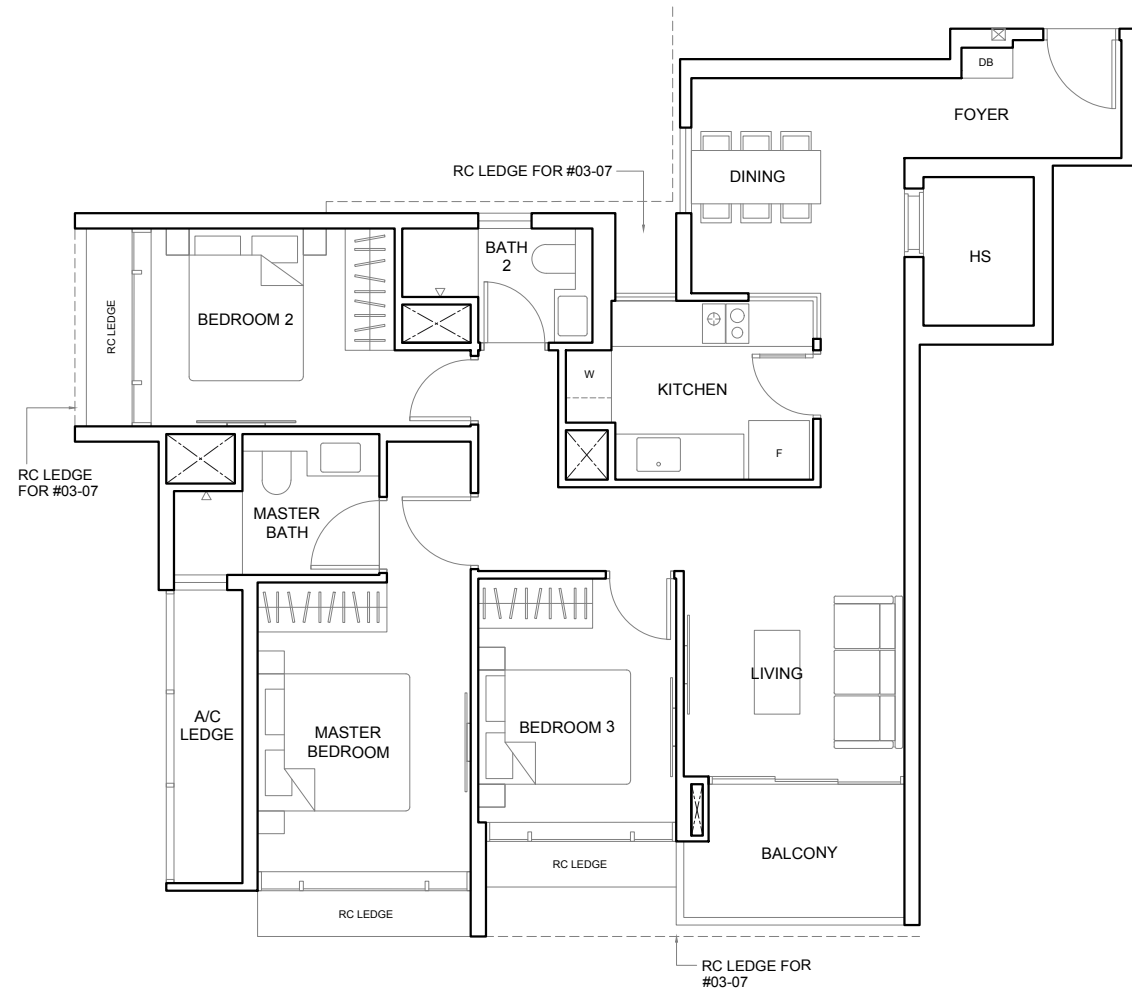 DB
FOYER
RC LEDGE FOR #03-07
DINING
BATH
2
HS
BEDROOM 2
RC LEDGE
W
KITCHEN
F
RC LEDGE
FOR #03-07
MASTER
BATH
A/C
LEDGE
MASTER
BEDROOM
BEDROOM 3
LIVING
RC LEDGE
BALCONY
RC LEDGE
RC LEDGE FOR
#03-07